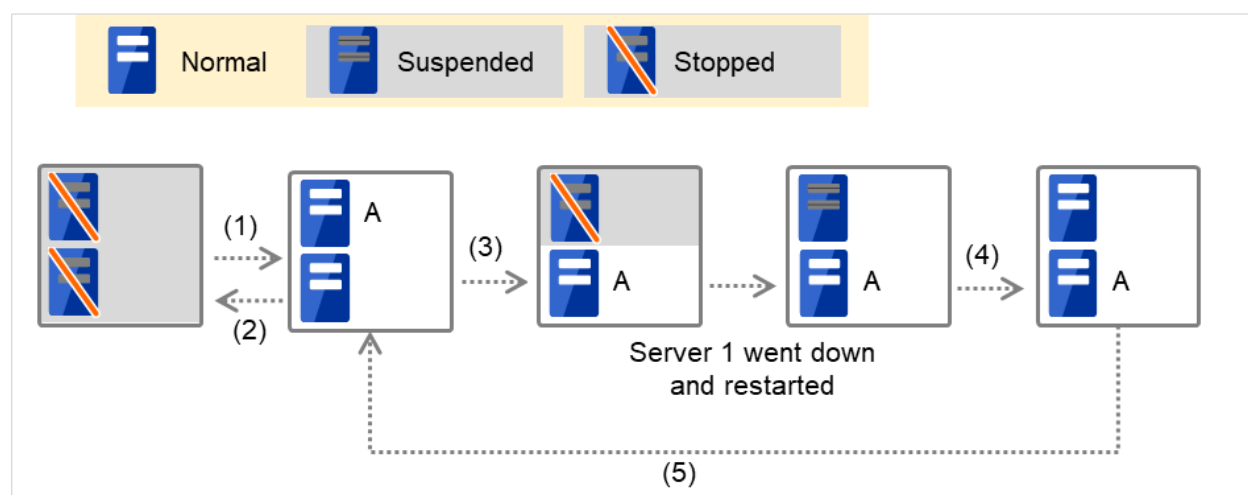 Normal
Suspended
Stopped
(1)
(2)
A
(3)
A
A
(4)
A
Server 1 went down
and restarted
(5)